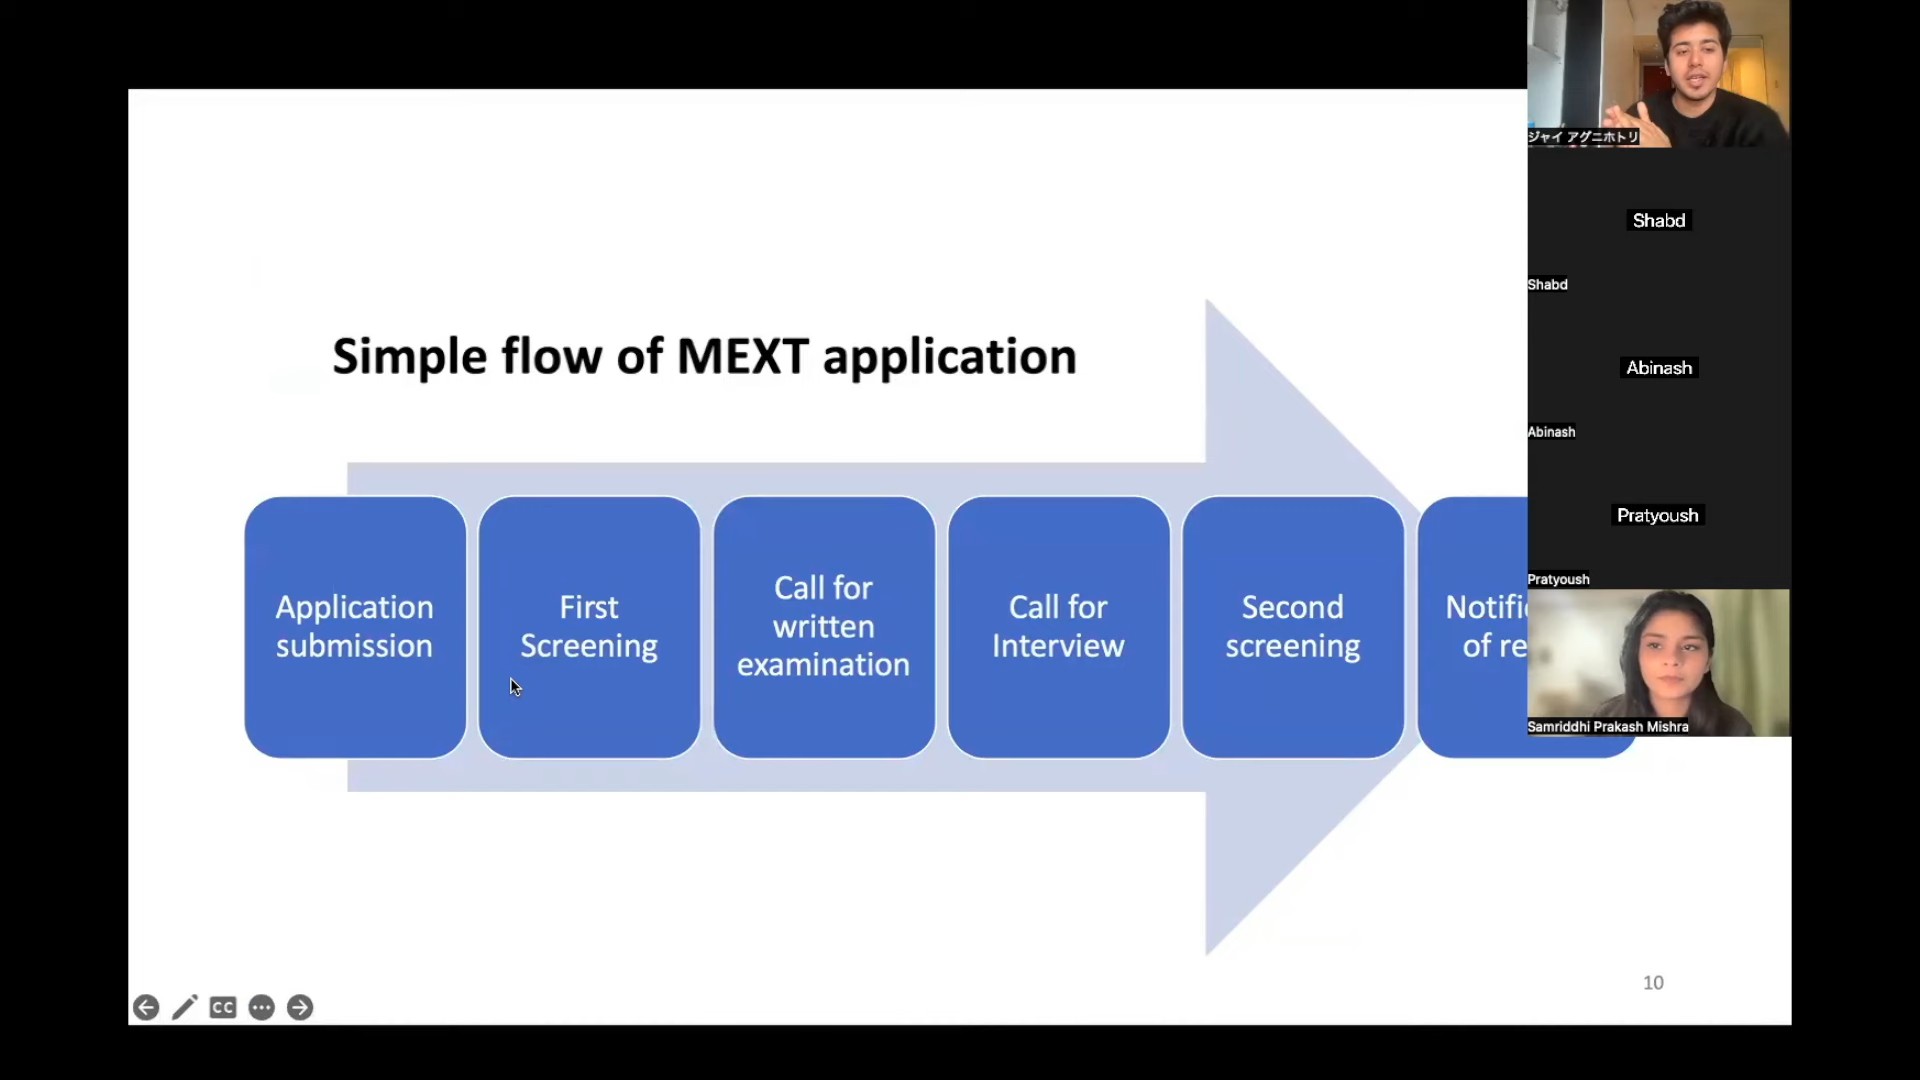 Simple flow of MEXT application
Application
submission
First
Screening
Call for
written
examination
Call for
Interview
Second
screening
of
10
CC
ジャイ アグニホトリ
Shabd
Shabd
Abinash
Abinash
Pratyoush
Pratyoush
Samriddhi Prakash Mishra